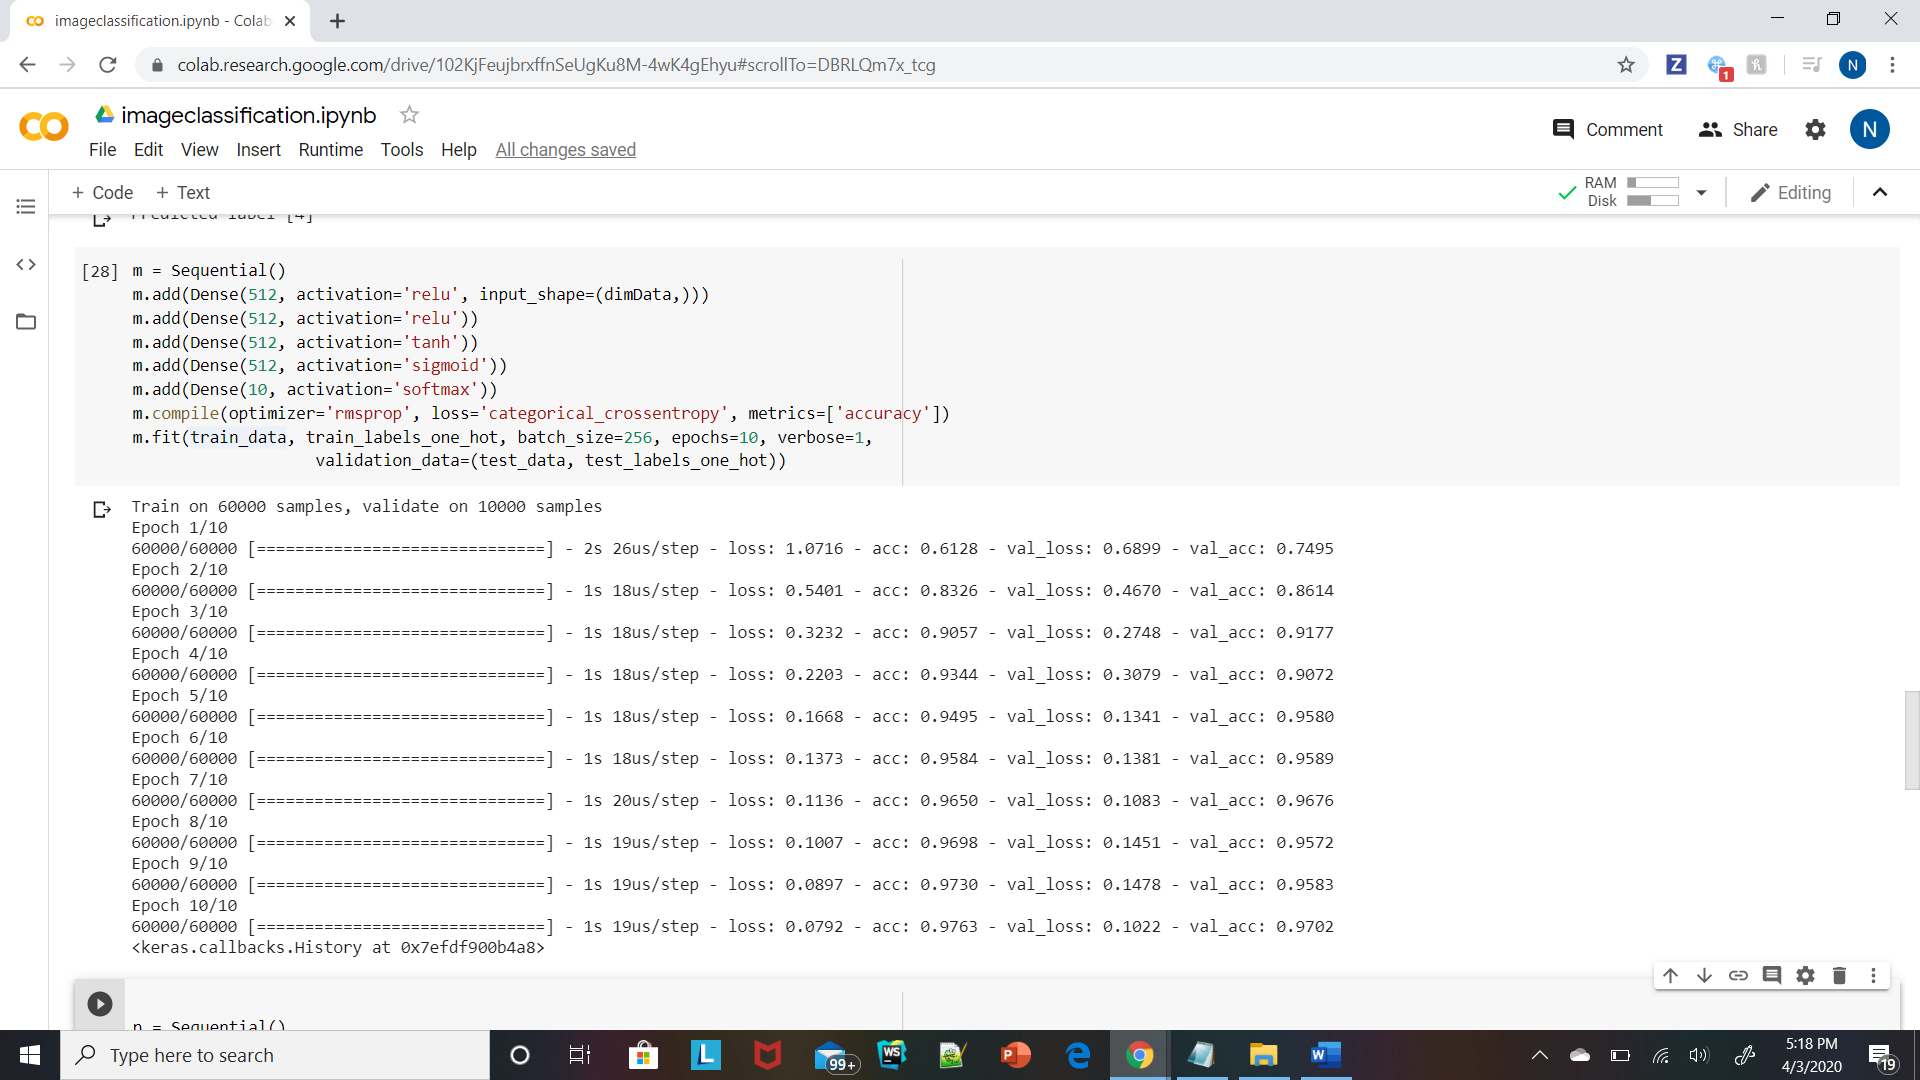 imageclassification.ipynb - Colab
colab.research.google.com/drive/102KjFeujbrxffnSeUgKu8M-4wK4gEhyu#scrollTo=DBRLQm7x_tcg
Z
1
h
N
CO
imageclassification.ipynb
Comment
Share
N
File Edit View Insert Runtime Tools Help All changes saved
+ Code + Text
RAM
Disk
Editing
Predicted label [4]
[28] m = Sequential()
m.add(Dense(512, activation='relu', input_shape=(dimData,)))
m.add(Dense(512, activation='relu'))
m.add(Dense(512, activation='tanh'))
m.add(Dense(512, activation='sigmoid'))
m.add(Dense(10, activation='softmax'))
m.compile(optimizer='rmsprop', loss='categorical_crossentropy', metrics=['accuracy'])
m.fit(train_data, train_labels_one_hot, batch_size=256, epochs=10, verbose=1,
validation_data=(test_data, test_labels_one_hot))
Train on 60000 samples, validate on 10000 samples
Epoch 1/10
60000/60000 [==============================] - 2s 26us/step - loss: 1.0716 - acc: 0.6128 - val_loss: 0.6899 - val_acc: 0.7495
Epoch 2/10
60000/60000 [==============================] - 1s 18us/step - loss: 0.5401 - acc: 0.8326 - val_loss: 0.4670 - val_acc: 0.8614
Epoch 3/10
60000/60000 [==============================] - 1s 18us/step - loss: 0.3232 - acc: 0.9057 - val_loss: 0.2748 - val_acc: 0.9177
Epoch 4/10
60000/60000 [==============================] - 1s 18us/step - loss: 0.2203 - acc: 0.9344 - val_loss: 0.3079 - val_acc: 0.9072
Epoch 5/10
60000/60000 [==============================] - 1s 18us/step - loss: 0.1668 - acc: 0.9495 - val_loss: 0.1341 - val_acc: 0.9580
Epoch 6/10
60000/60000 [==============================] - 1s 18us/step - loss: 0.1373 - acc: 0.9584 - val_loss: 0.1381 - val_acc: 0.9589
Epoch 7/10
60000/60000 [==============================] - 1s 20us/step - loss: 0.1136 - acc: 0.9650 - val_loss: 0.1083 - val_acc: 0.9676
Epoch 8/10
60000/60000 [==============================] - 1s 19us/step - loss: 0.1007 - acc: 0.9698 - val_loss: 0.1451 - val_acc: 0.9572
Epoch 9/10
60000/60000 [==============================] - 1s 19us/step - loss: 0.0897 - acc: 0.9730 - val_loss: 0.1478 - val_acc: 0.9583
Epoch 10/10
60000/60000 [==============================] - 1s 19us/step - loss: 0.0792 - acc: 0.9763 - val_loss: 0.1022 - val_acc: 0.9702
<keras.callbacks.History at 0x7efdf900b4a8>
n = Sequential()
Type here to search
L
99+
WS
P
W
5:18 PM
4/3/2020
19